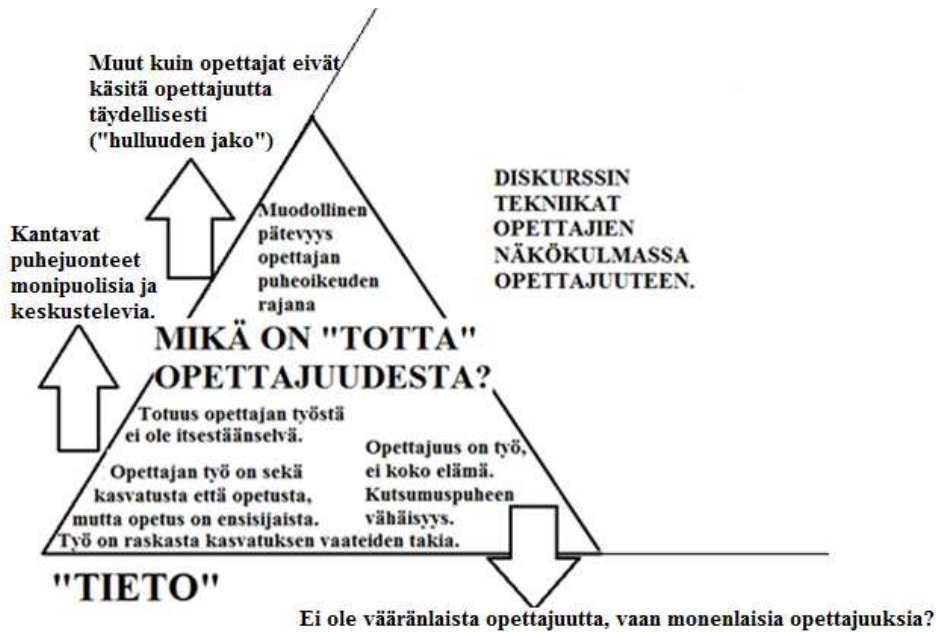 Muut kuin opettajat eivät
käsitä opettajuutta
täydellisesti
("hulluuden jako")
DISKURSSIN
TEKNIIKAT
OPETTAJIEN
NÄKÖKULMASSA
OPETTAJUUTEEN.
Muodollinen
pätevyys
opettajan
puheoikeuden
rajana
Kantavat
puhejuonteet
monipuolisia ja
keskustelevia.
MIKÄ ON "TOTTA"
OPETTAJUUDESTA?
Totuus opettajan työstä
ei ole itsestäänselvä.
Opettajuus on työ,
ei koko elämä.
Kutsumuspuheen
vähäisyys.
Opettajan työ on sekä
kasvatusta että opetusta,
mutta opetus on ensisijaista.
Työ on raskasta kasvatuksen vaateiden takia.
"TIETO"
Ei ole vääränlaista opettajuutta, vaan monenlaisia opettajuuksia?